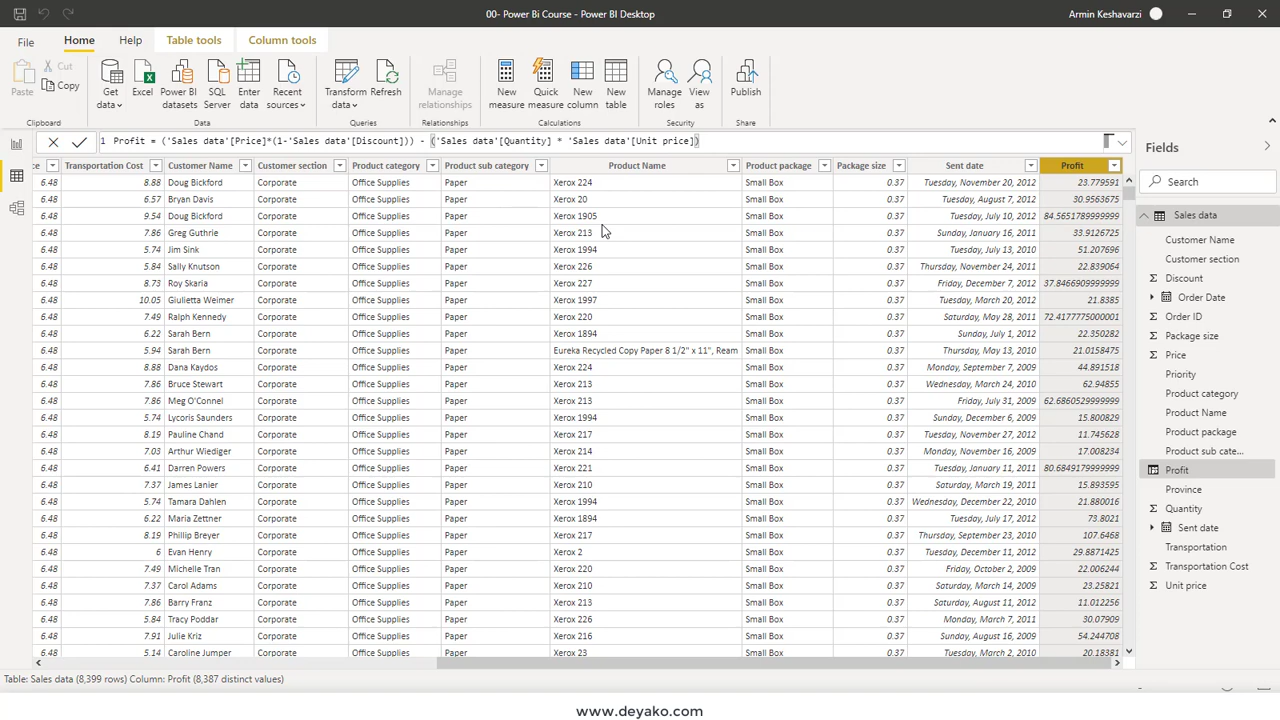 00- Power Bi Course - Power BI Desktop
Armin Keshavarzi
File Home Help Table tools Column tools
Paste Cut Copy Get data Excel Power BI datasets SQL Server Enter data Recent sources Transform data Refresh Manage relationships New measure Quick measure New column New table Manage roles View as Publish
Clipboard Data Queries Relationships Calculations Security Share
1 Profit = ('Sales data'[Price]*(1-'Sales data'[Discount])) - ('Sales data'[Quantity] * 'Sales data'[Unit price])
Transportation Cost Customer Name Customer section Product category Product sub category Product Name Product package Package size Sent date Profit
6.48 8.88 Doug Bickford Corporate Office Supplies Paper Xerox 224 Small Box 0.37 Tuesday, November 20, 2012 23.779591
6.48 6.57 Bryan Davis Corporate Office Supplies Paper Xerox 20 Small Box 0.37 Tuesday, August 7, 2012 30.9563675
6.48 9.54 Doug Bickford Corporate Office Supplies Paper Xerox 1905 Small Box 0.37 Tuesday, July 10, 2012 84.5651789999999
6.48 7.86 Greg Guthrie Corporate Office Supplies Paper Xerox 213 Small Box 0.37 Sunday, January 16, 2011 33.9126725
6.48 5.74 Jim Sink Corporate Office Supplies Paper Xerox 1994 Small Box 0.37 Tuesday, July 13, 2010 51.207696
6.48 5.84 Sally Knutson Corporate Office Supplies Paper Xerox 226 Small Box 0.37 Thursday, November 24, 2011 22.839064
6.48 8.73 Roy Skaria Corporate Office Supplies Paper Xerox 227 Small Box 0.37 Friday, December 7, 2012 37.8466909999999
6.48 10.05 Giulietta Weimer Corporate Office Supplies Paper Xerox 1997 Small Box 0.37 Tuesday, March 20, 2012 21.8385
6.48 7.49 Ralph Kennedy Corporate Office Supplies Paper Xerox 220 Small Box 0.37 Saturday, May 28, 2011 72.4177775000001
6.48 6.22 Sarah Bern Corporate Office Supplies Paper Xerox 1894 Small Box 0.37 Sunday, July 1, 2012 22.350282
6.48 5.94 Sarah Bern Corporate Office Supplies Paper Eureka Recycled Copy Paper 8 1/2" x 11", Ream Small Box 0.37 Thursday, May 13, 2010 21.0158475
6.48 8.88 Dana Kaydos Corporate Office Supplies Paper Xerox 224 Small Box 0.37 Monday, September 7, 2009 44.891518
6.48 7.86 Bruce Stewart Corporate Office Supplies Paper Xerox 213 Small Box 0.37 Wednesday, March 24, 2010 62.94855
6.48 7.86 Meg O'Connel Corporate Office Supplies Paper Xerox 213 Small Box 0.37 Friday, July 31, 2009 62.6860529999999
6.48 5.74 Lycoris Saunders Corporate Office Supplies Paper Xerox 1994 Small Box 0.37 Sunday, December 6, 2009 15.800829
6.48 8.19 Pauline Chand Corporate Office Supplies Paper Xerox 217 Small Box 0.37 Tuesday, November 27, 2012 11.745628
6.48 7.03 Arthur Wiediger Corporate Office Supplies Paper Xerox 214 Small Box 0.37 Monday, November 16, 2009 17.008234
6.48 6.41 Darren Powers Corporate Office Supplies Paper Xerox 221 Small Box 0.37 Tuesday, January 11, 2011 80.6849179999999
6.48 7.37 James Lanier Corporate Office Supplies Paper Xerox 210 Small Box 0.37 Saturday, March 19, 2011 15.893595
6.48 5.74 Tamara Dahlen Corporate Office Supplies Paper Xerox 1994 Small Box 0.37 Wednesday, December 22, 2010 21.880016
6.48 6.22 Maria Zettner Corporate Office Supplies Paper Xerox 1894 Small Box 0.37 Tuesday, July 17, 2012 73.8021
6.48 8.19 Phillip Breyer Corporate Office Supplies Paper Xerox 217 Small Box 0.37 Thursday, September 23, 2010 107.6468
6.48 6 Evan Henry Corporate Office Supplies Paper Xerox 2 Small Box 0.37 Tuesday, December 11, 2012 29.8871425
6.48 7.49 Michelle Tran Corporate Office Supplies Paper Xerox 220 Small Box 0.37 Friday, October 2, 2009 22.006244
6.48 7.37 Carol Adams Corporate Office Supplies Paper Xerox 210 Small Box 0.37 Saturday, March 14, 2009 23.25821
6.48 7.86 Barry Franz Corporate Office Supplies Paper Xerox 213 Small Box 0.37 Saturday, August 11, 2012 11.012256
6.48 5.84 Tracy Poddar Corporate Office Supplies Paper Xerox 226 Small Box 0.37 Monday, March 7, 2011 30.07909
6.48 7.91 Julie Kriz Corporate Office Supplies Paper Xerox 216 Small Box 0.37 Sunday, August 16, 2009 54.244708
6.48 5.14 Caroline Jumper Corporate Office Supplies Paper Xerox 23 Small Box 0.37 Tuesday, March 2, 2010 20.18381
Table: Sales data (8,399 rows) Column: Profit (8,387 distinct values)
Fields
Search
Sales data
Customer Name
Customer section
Discount
Order Date
Order ID
Package size
Price
Priority
Product category
Product Name
Product package
Product sub cate...
Profit
Province
Quantity
Sent date
Transportation
Transportation Cost
Unit price
www.deyako.com